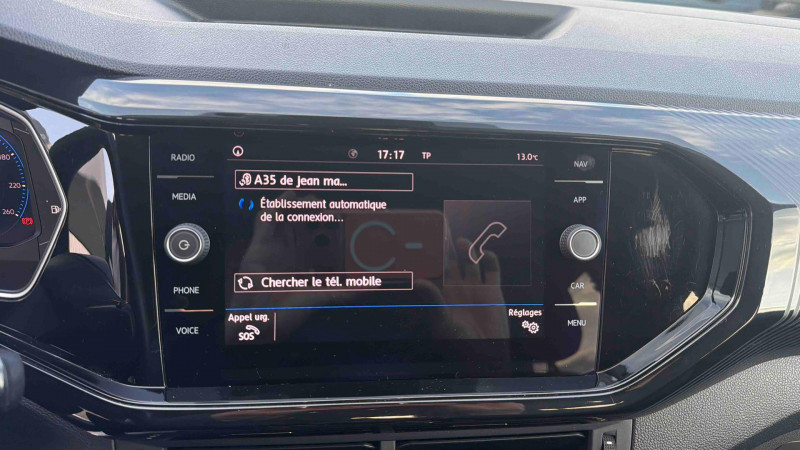 RADIO
MEDIA
PHONE
VOICE
17:17 TP 13.0°C
A35 de jean ma...
Établissement automatique
de la connexion...
Chercher le tél. mobile
Appel urg.
SOS
Réglages
NAV
APP
CAR
MENU
220
260